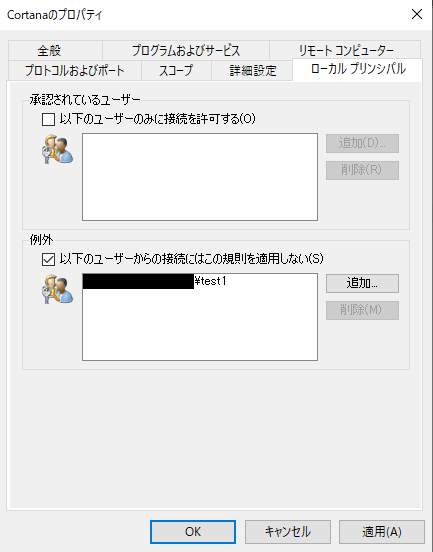 Cortanaのプロパティ
全般
プログラムおよびサービス
リモート コンピューター
プロトコルおよびポート
スコープ
詳細設定
ローカル プリンシパル
承認されているユーザー
以下のユーザーのみに接続を許可する(O)
追加(D)...
削除(R)
例外
以下のユーザーからの接続にはこの規則を適用しない(S)
¥test1
追加...
削除(M)
OK
キャンセル
適用(A)